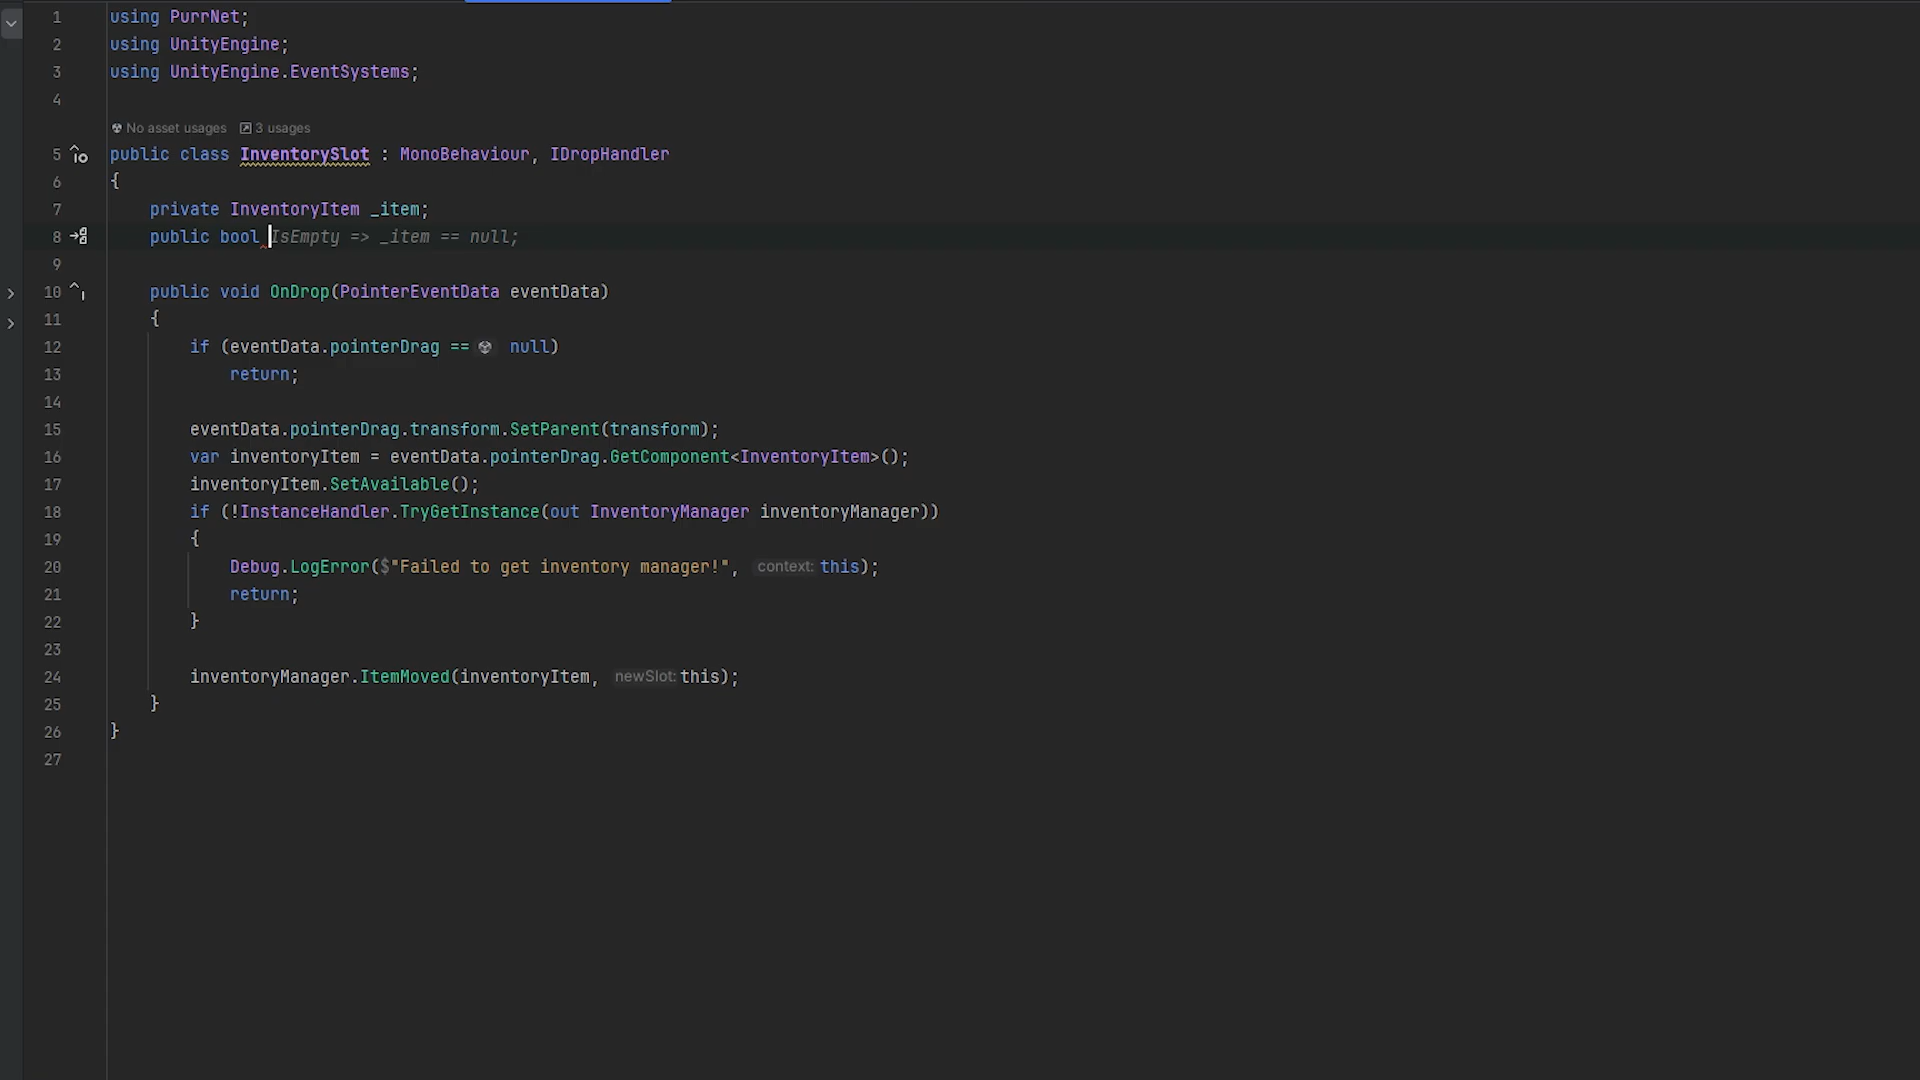 1 using PurrNet;
2 using UnityEngine;
3 using UnityEngine.EventSystems;
4
No asset usages 3 usages
5 public class InventorySlot : MonoBehaviour, IDropHandler
6 {
7 private InventoryItem _item;
8 public bool IsEmpty => _item == null;
9
10 public void OnDrop(PointerEventData eventData)
11 {
12 if (eventData.pointerDrag == null)
13 return;
14
15 eventData.pointerDrag.transform.SetParent(transform);
16 var inventoryItem = eventData.pointerDrag.GetComponent<InventoryItem>();
17 inventoryItem.SetAvailable();
18 if (!InstanceHandler.TryGetInstance(out InventoryManager inventoryManager))
19 {
20 Debug.LogError($"Failed to get inventory manager!", context: this);
21 return;
22 }
23
24 inventoryManager.ItemMoved(inventoryItem, newSlot: this);
25 }
26 }
27